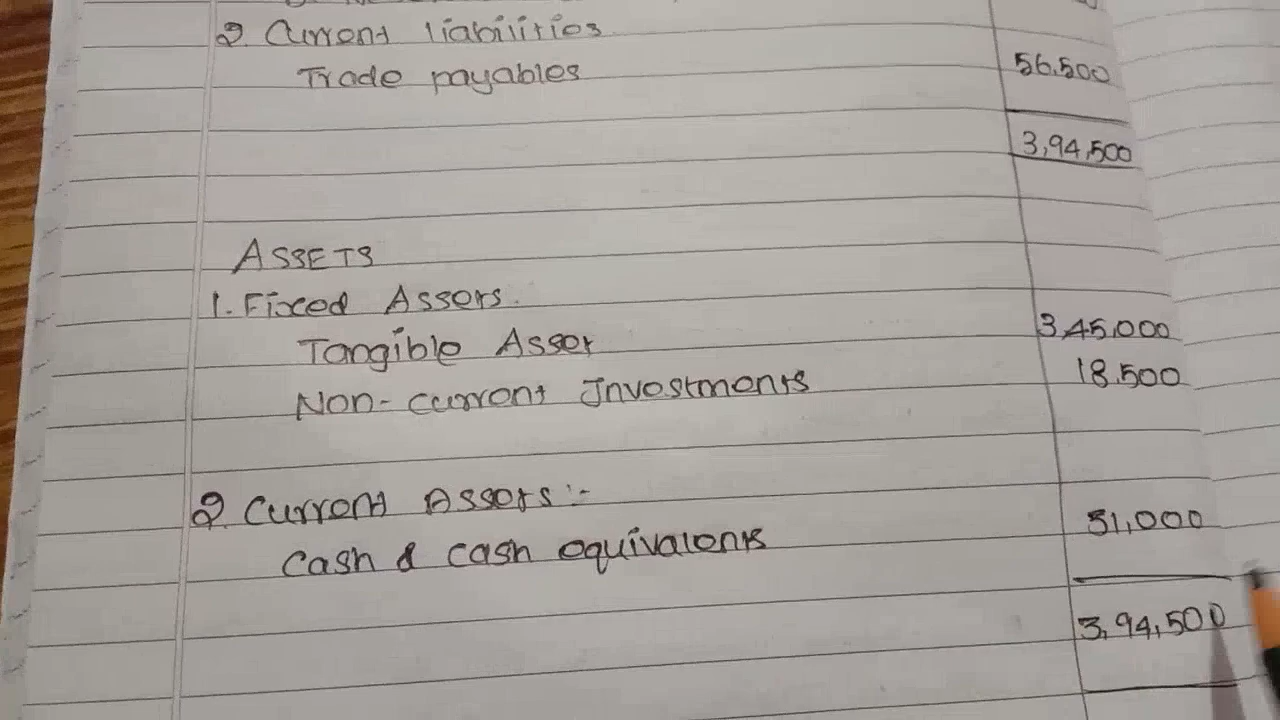 2. Current liabilities
Trade payables 56,500
3,94,500
ASSETS
1. Fixed Assets.
Tangible Asset 3,45,000
Non-current Investments 18,500
2. Current Assets :-
Cash & cash equivalents 31,000
3,94,500